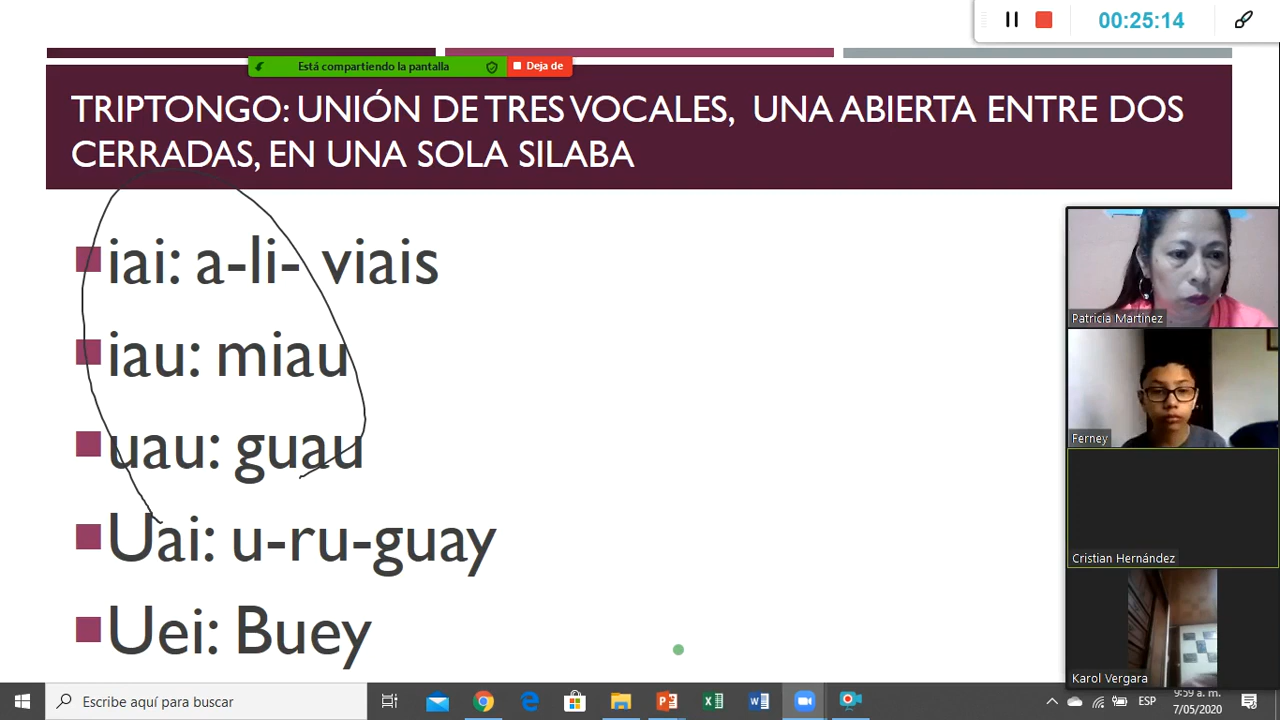 00:25:14
Está compartiendo la pantalla
Deja de
TRIPTONGO: UNIÓN DE TRES VOCALES, UNA ABIERTA ENTRE DOS
CERRADAS, EN UNA SOLA SILABA
iai: a-li- viais
iau: miau
uau: guau
Uai: u-ru-guay
Uei: Buey
Patricia Martínez
Ferney
Cristian Hernández
Karol Vergara
Escribe aquí para buscar
ESP
9:59 a. m.
7/05/2020